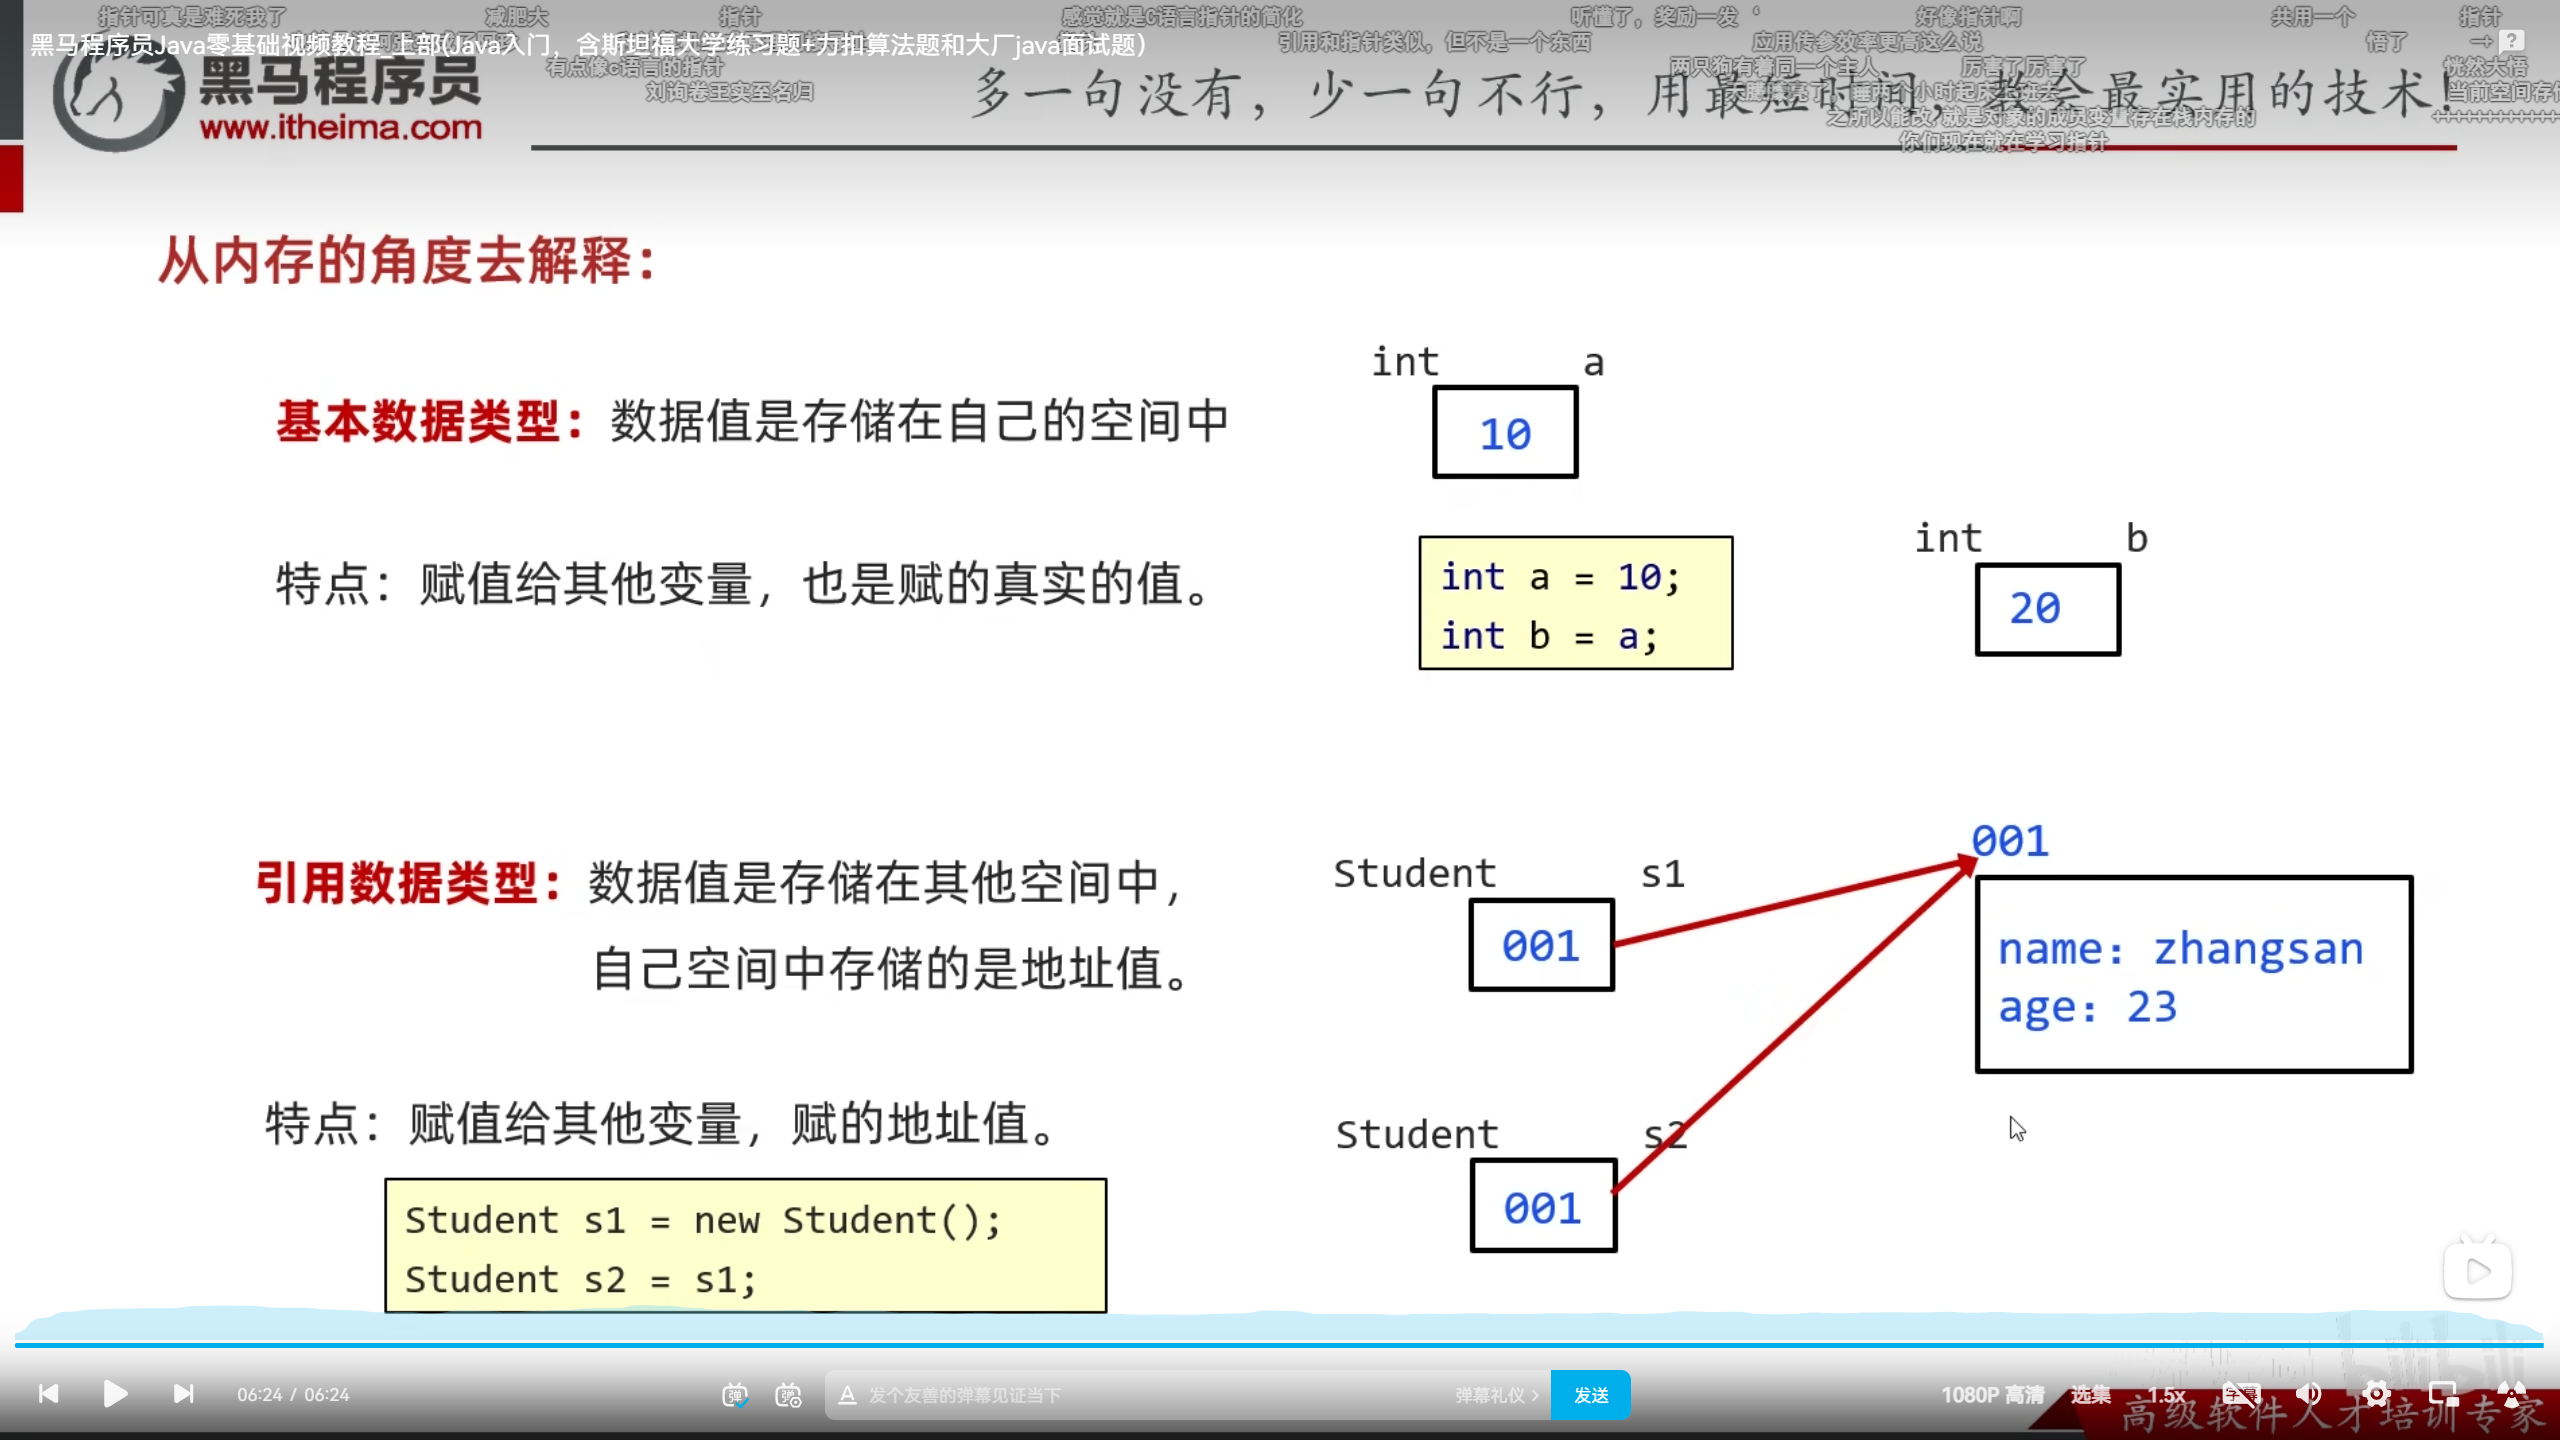 指针可真是难死我了
减肥大
指针
感觉就是C语言指针的简化
听懂了，奖励一发‘
好像指针啊
共用一个
指针
黑马程序员Java零基础视频教程_上部(Java入门，含斯坦福大学练习题+力扣算法题和大厂java面试题)
引用和指针类似，但不是一个东西
应用传参效率更高这么说
悟了
有点像c语言的指针
两只狗有着同一个主人
厉害了厉害了
恍然大悟
刘询卷王实至名归
当前空间存储
之所以能改,就是对象的成员变量存在栈内存的
++++++++++++
你们现在就在学习指针
黑马程序员
www.itheima.com
多一句没有，少一句不行，用最短时间，教会最实用的技术！
从内存的角度去解释：
int a
10
基本数据类型：数据值是存储在自己的空间中
特点：赋值给其他变量，也是赋的真实的值。
int a = 10;
int b = a;
int b
20
引用数据类型：数据值是存储在其他空间中，
自己空间中存储的是地址值。
Student s1
001
001
name: zhangsan
age: 23
特点：赋值给其他变量，赋的地址值。
Student s2
001
Student s1 = new Student();
Student s2 = s1;
06:24 / 06:24
弹
弹
发个友善的弹幕见证当下
弹幕礼仪
发送
1080P 高清
选集
1.5x
字幕
bilibili
高级软件人才培训专家